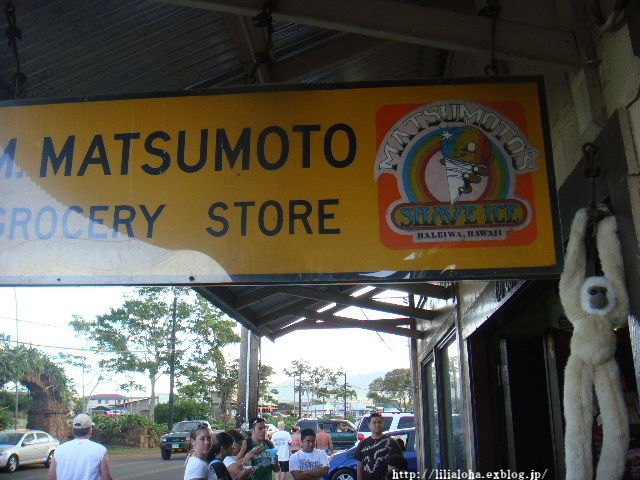 M. MATSUMOTO
GROCERY STORE
MATSUMOTO'S
SHAVE ICE
HALEIWA, HAWAII
http://lilialoha.exblog.jp/